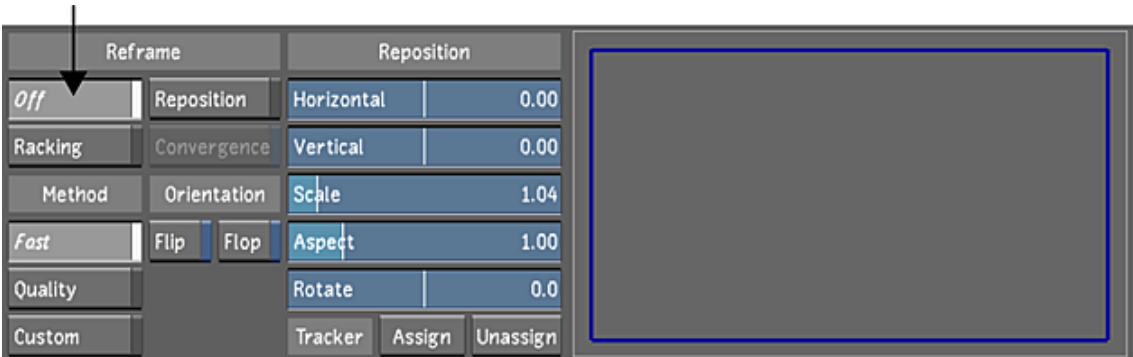 Reframe Reposition
Off Reposition Horizontal 0.00
Racking Convergence Vertical 0.00
Method Orientation Scale 1.04
Fast Flip Flop Aspect 1.00
Quality Rotate 0.0
Custom Tracker Assign Unassign